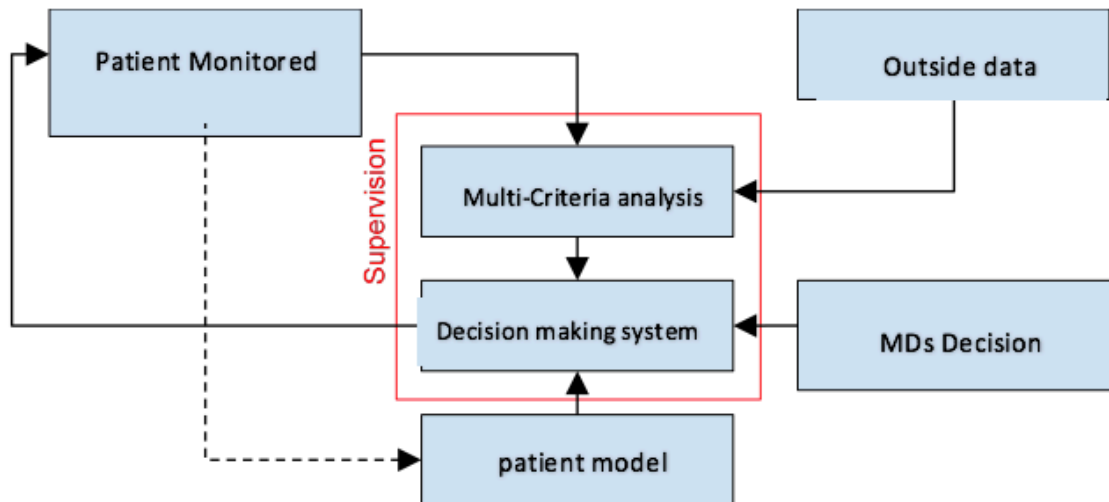 Patient Monitored
Outside data
Supervision
Multi-Criteria analysis
Decision making system
MDs Decision
patient model